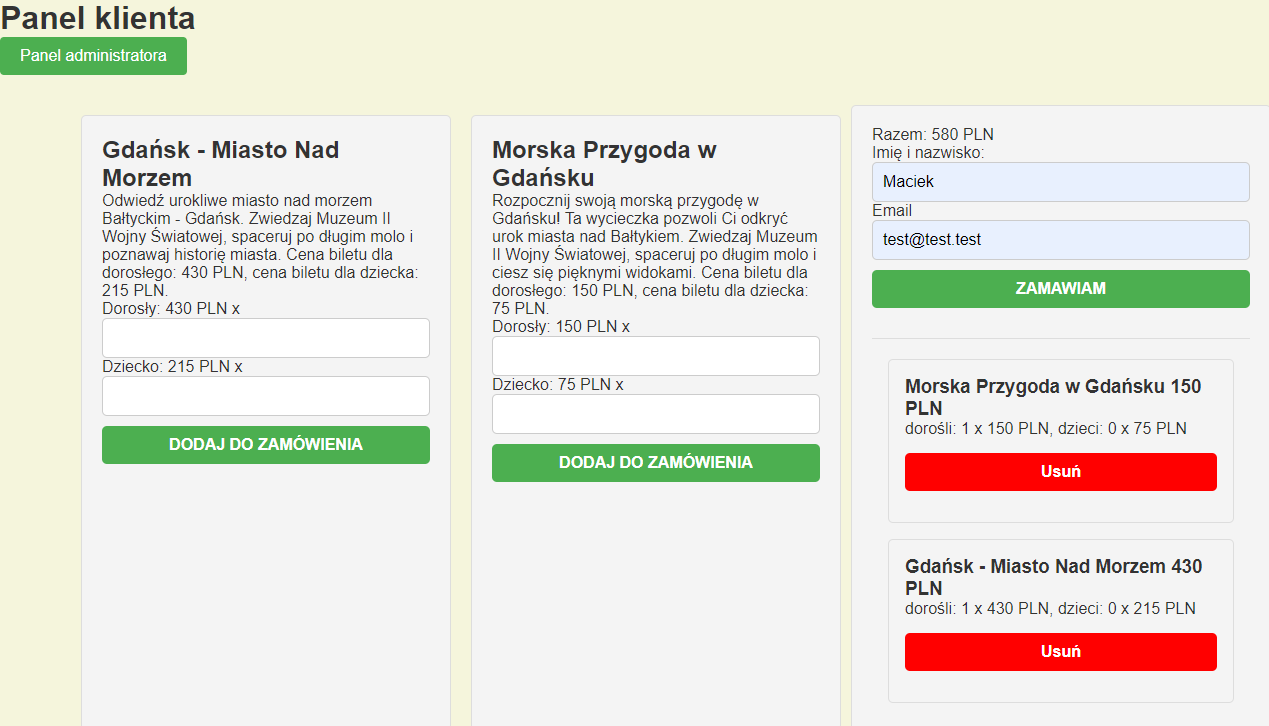 Panel klienta
Panel administratora
Gdańsk - Miasto Nad
Morzem
Odwiedź urokliwe miasto nad morzem
Bałtyckim - Gdańsk. Zwiedzaj Muzeum II
Wojny Światowej, spaceruj po długim molo i
poznawaj historię miasta. Cena biletu dla
dorosłego: 430 PLN, cena biletu dla dziecka:
215 PLN.
Dorosły: 430 PLN x
Dziecko: 215 PLN x
DODAJ DO ZAMÓWIENIA
Morska Przygoda w
Gdańsku
Rozpocznij swoją morską przygodę w
Gdańsku! Ta wycieczka pozwoli Ci odkryć
urok miasta nad Bałtykiem. Zwiedzaj Muzeum
II Wojny Światowej, spaceruj po długim molo i
ciesz się pięknymi widokami. Cena biletu dla
dorosłego: 150 PLN, cena biletu dla dziecka:
75 PLN.
Dorosły: 150 PLN x
Dziecko: 75 PLN x
DODAJ DO ZAMÓWIENIA
Razem: 580 PLN
Imię i nazwisko:
Maciek
Email
test@test.test
ZAMAWIAM
Morska Przygoda w Gdańsku 150
PLN
dorośli: 1 x 150 PLN, dzieci: 0 x 75 PLN
Usuń
Gdańsk - Miasto Nad Morzem 430
PLN
dorośli: 1 x 430 PLN, dzieci: 0 x 215 PLN
Usuń